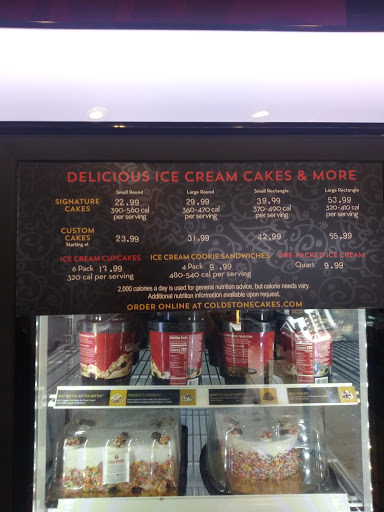 DELICIOUS ICE CREAM CAKES & MORE
Small Round Large Round Small Rectangle Large Rectangle
SIGNATURE CAKES 22.99 29.99 39.99 53.99
390-560 cal per serving 360-470 cal per serving 370-490 cal per serving 320-410 cal per serving
CUSTOM CAKES
Starting at 23.99 31.99 42.99 55.99
ICE CREAM CUPCAKES ICE CREAM COOKIE SANDWICHES PRE-PACKED ICE CREAM
6 Pack 17.99 4 Pack 9.99 Quart 9.99
320 cal per serving 480-540 cal per serving
2,000 calories a day is used for general nutrition advice, but calorie needs vary.
Additional nutrition information available upon request.
ORDER ONLINE AT COLDSTONECAKES.COM